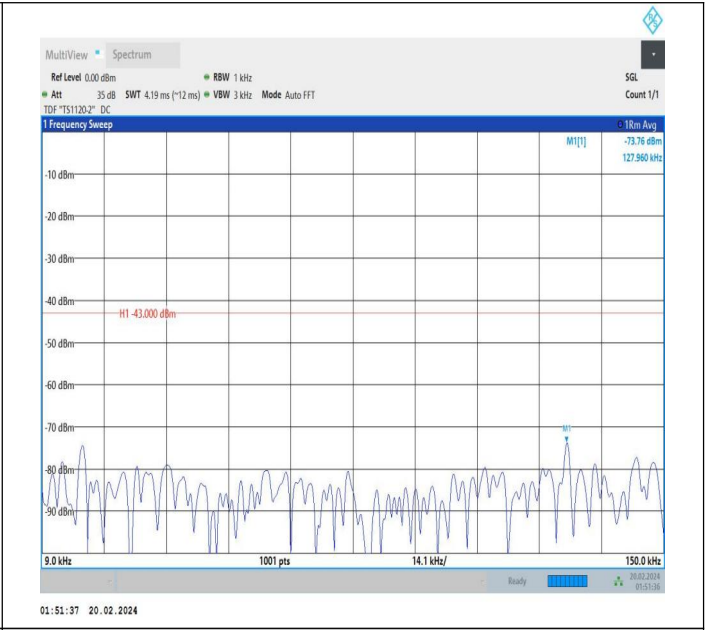 MultiView Spectrum
Ref Level 0.00 dBm RBW 1 kHz SGL
Att 35 dB SWT 4.19 ms (~12 ms) VBW 3 kHz Mode Auto FFT Count 1/1
TDF "TS1120-2" DC
1 Frequency Sweep 1Rm Avg
M1[1] -73.76 dBm
127.960 kHz
-10 dBm
-20 dBm
-30 dBm
-40 dBm
H1 -43.000 dBm
-50 dBm
-60 dBm
-70 dBm
M1
-80 dBm
-90 dBm
9.0 kHz 1001 pts 14.1 kHz/ 150.0 kHz
Ready 20.02.2024
01:51:36
01:51:37 20.02.2024